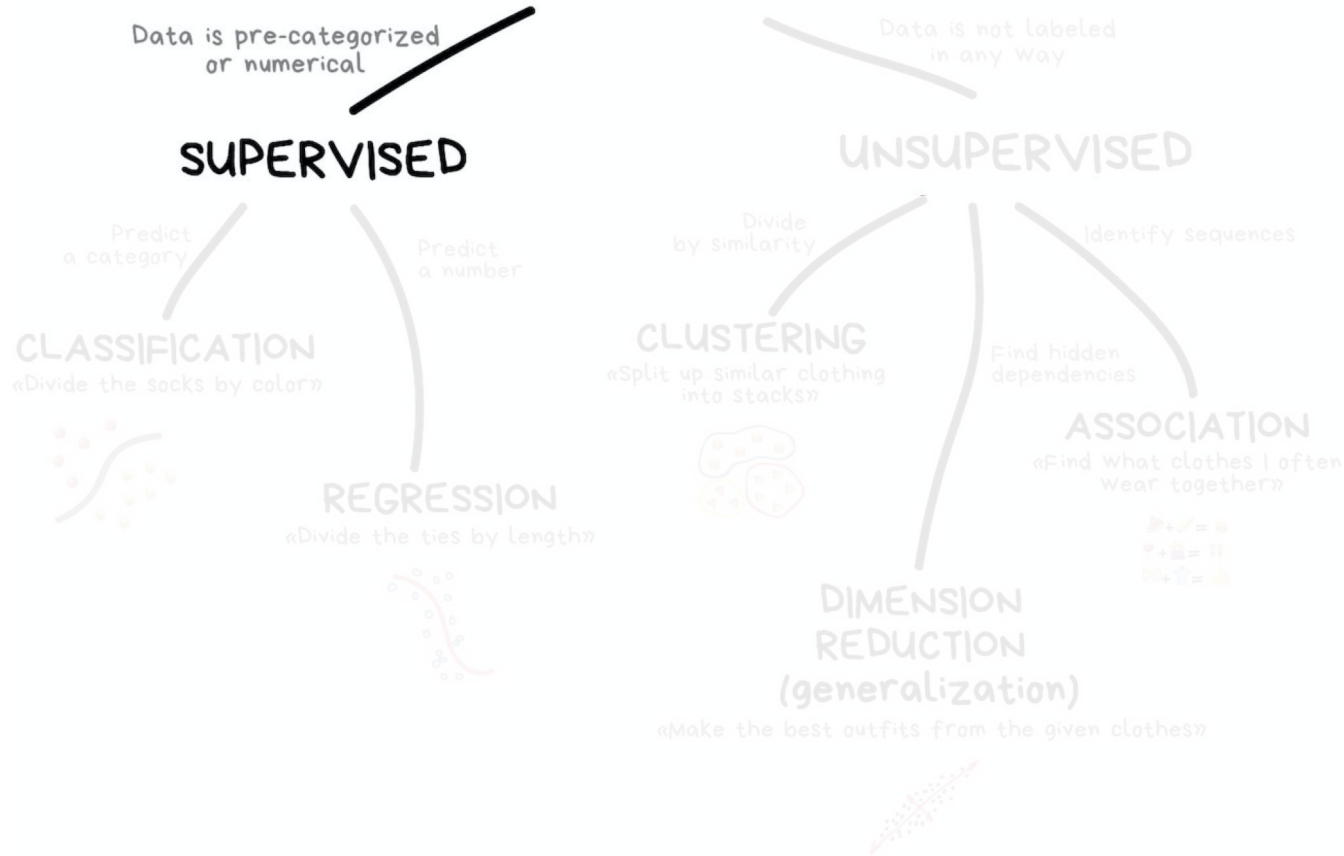 Data is pre-categorized
or numerical
SUPERVISED
Predict
a category
Predict
a number
CLASSIFICATION
«Divide the socks by color»
REGRESSION
«Divide the ties by length»
Data is not labeled
in any way
UNSUPERVISED
Divide
by similarity
Identify sequences
CLUSTERING
«Split up similar clothing
into stacks»
Find hidden
dependencies
ASSOCIATION
«Find what clothes I often
wear together»
+ =
+ =
+ =
DIMENSION
REDUCTION
(generalization)
«Make the best outfits from the given clothes»